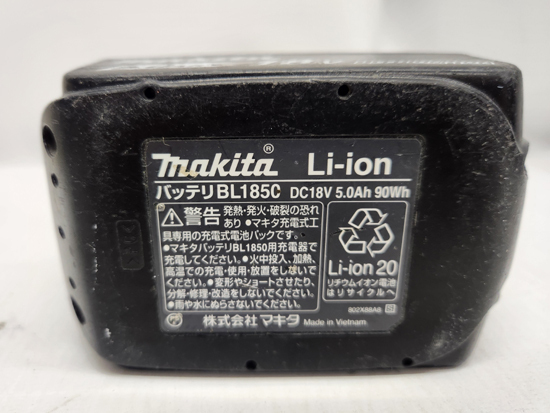 makita® Li-ion
バッテリBL185C DC18V 5.0Ah 90Wh
⚠警告 発熱・発火・破裂の恐れ
あり ●マキタ充電式工
具専用の充電式電池パックです。
●マキタバッテリBL1850用充電器で
充電してください。●火中投入、加熱、
高温での充電・使用・放置をしないで
ください。●変形やショートさせたり、
分解・修理・改造をしないでください。
●雨や水にぬらさないでください。
Li-ion 20
リチウムイオン電池
はリサイクルへ
株式会社マキタ Made in Vietnam